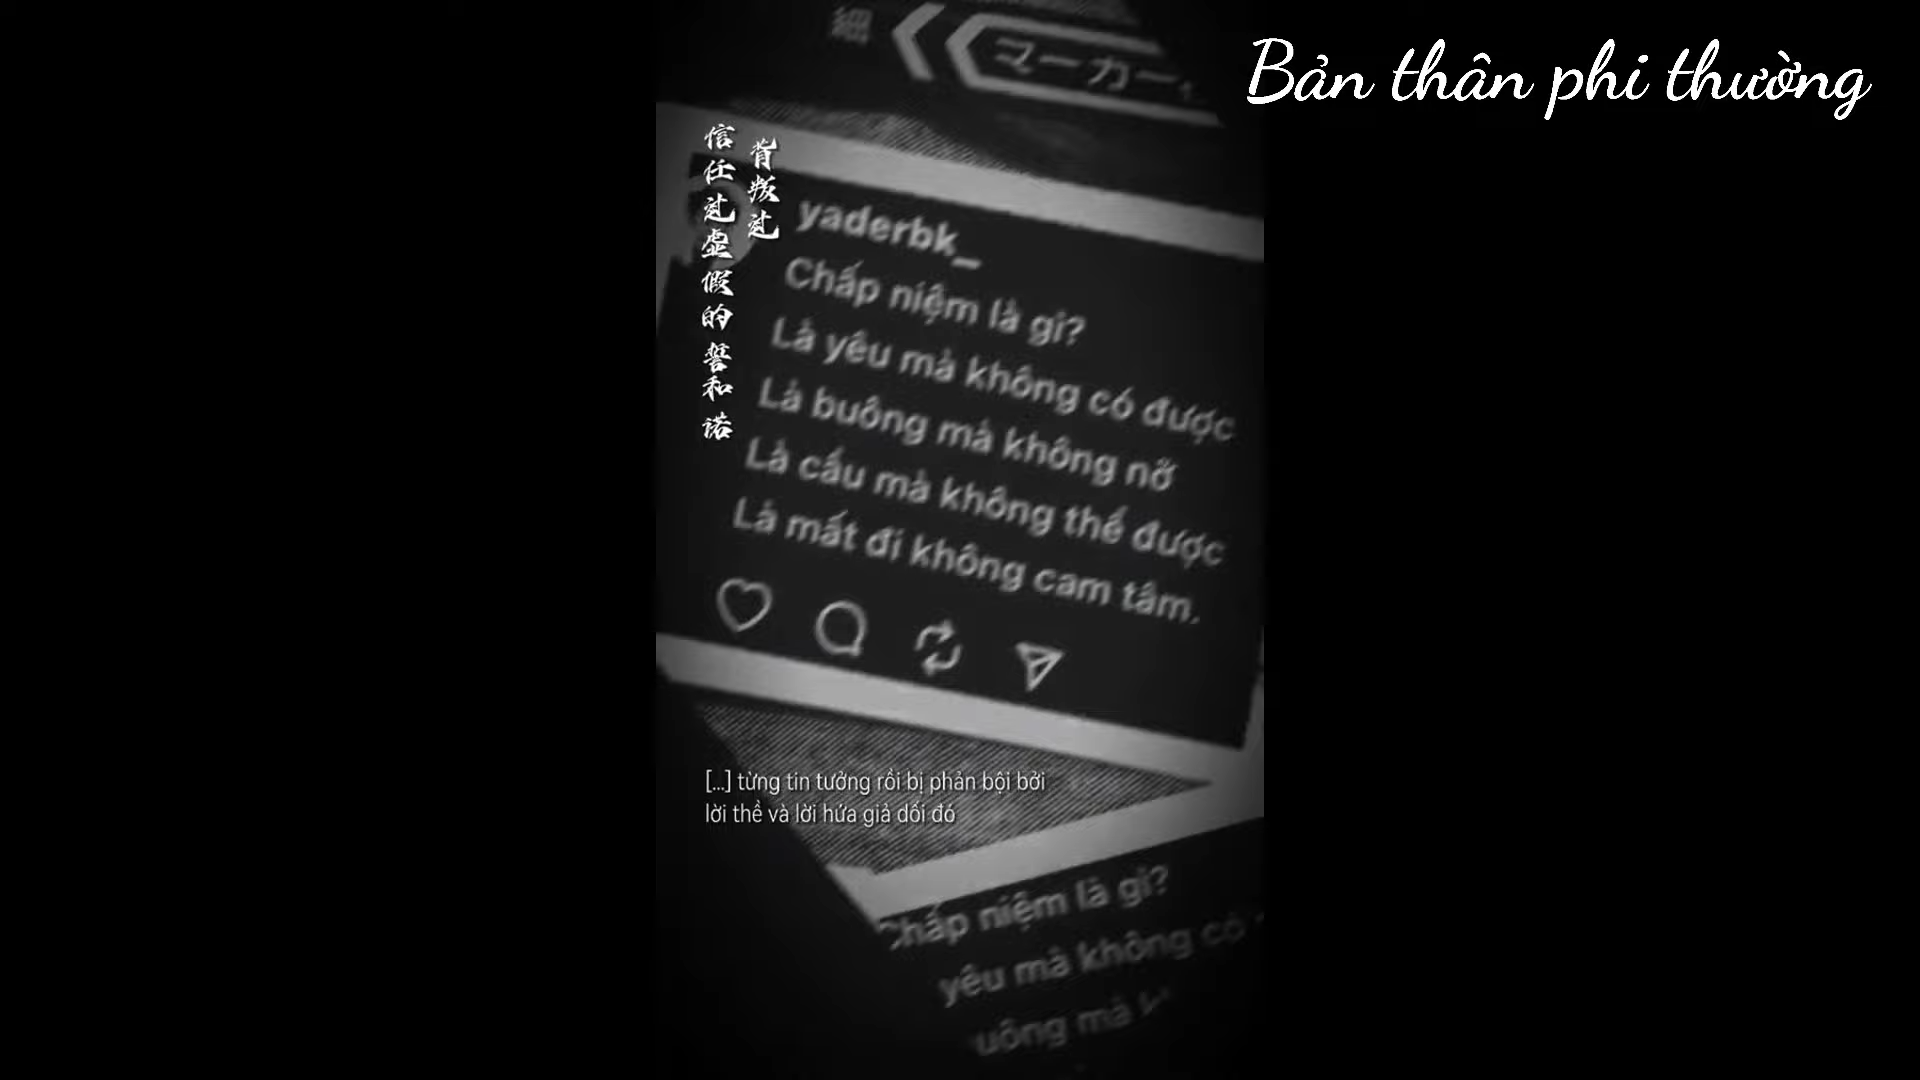 Bản thân phi thường
細
マーカー
背叛过
信任过虚假的誓和诺
yaderbk_
Chấp niệm là gì?
Là yêu mà không có được
Là buông mà không nỡ
Là cầu mà không thể được
Là mất đi không cam tâm.
[...] từng tin tưởng rồi bị phản bội bởi
lời thề và lời hứa giả dối đó
Chấp niệm là gì?
yêu mà không có
uông mà k